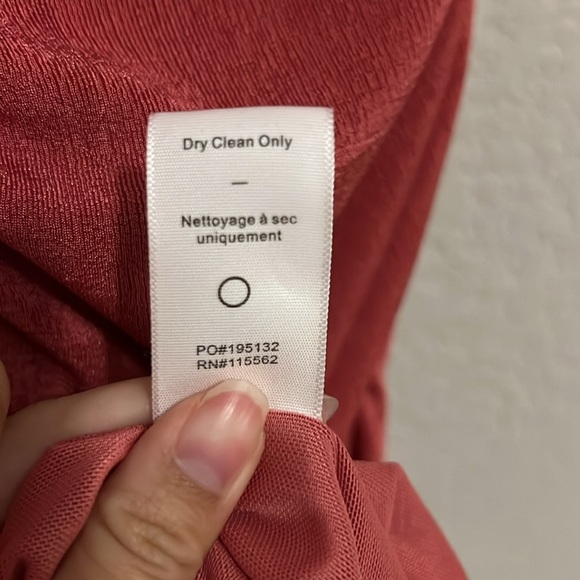 Dry Clean Only
—
Nettoyage à sec
uniquement
PO#195132
RN#115562